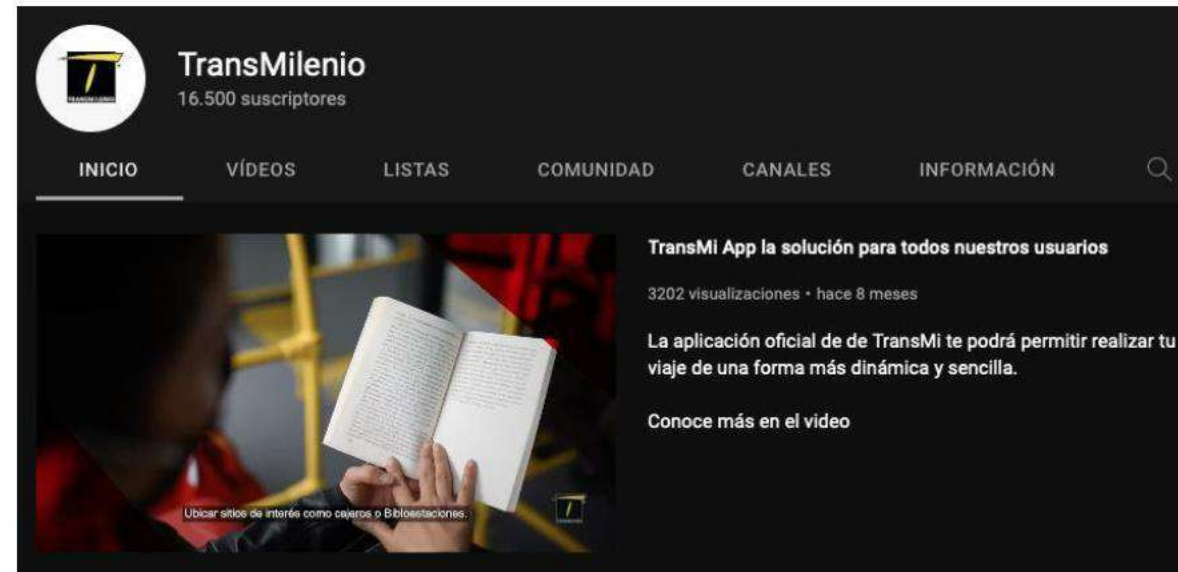 TransMilenio
16.500 suscriptores
INICIO VÍDEOS LISTAS COMUNIDAD CANALES INFORMACIÓN
TransMi App la solución para todos nuestros usuarios
3202 visualizaciones • hace 8 meses
La aplicación oficial de de TransMi te podrá permitir realizar tu
viaje de una forma más dinámica y sencilla.
Conoce más en el video
Ubicar sitios de interés como cajeros o Bibloestaciones.